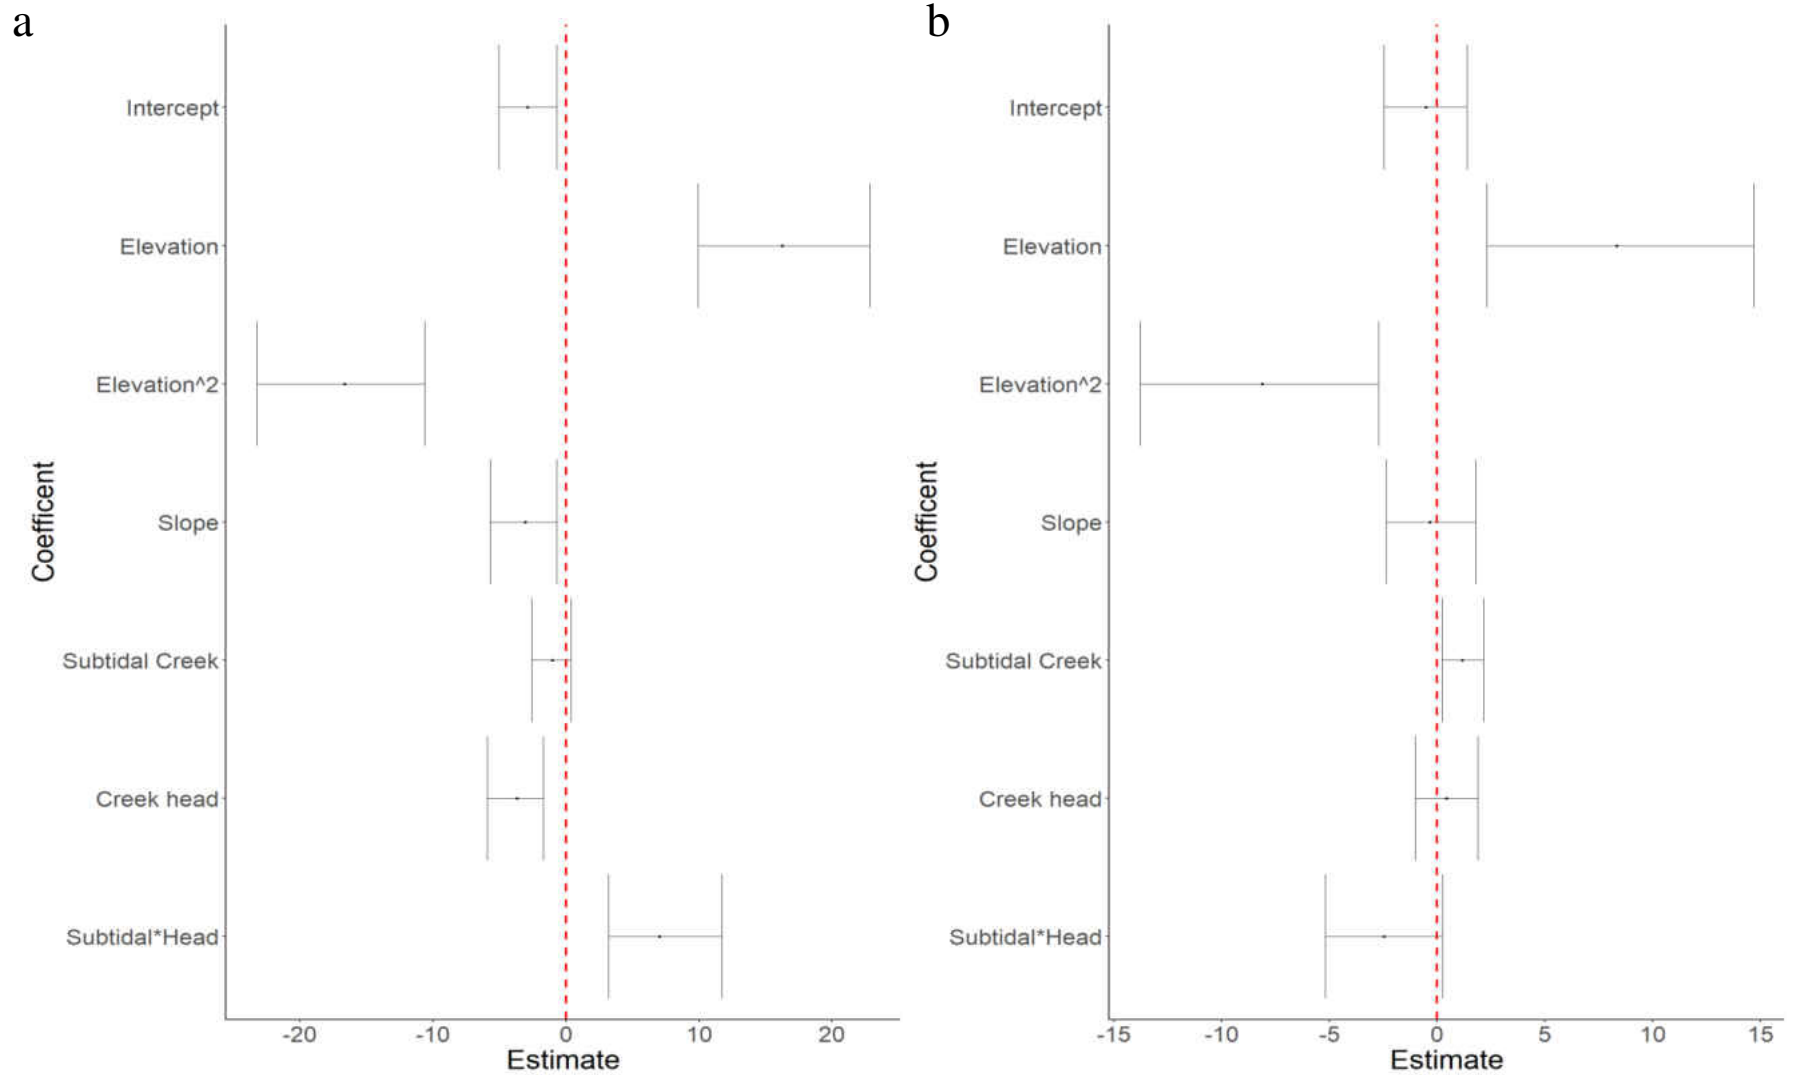 a
Intercept
Elevation
Elevation^2
Slope
Subtidal Creek
Creek head
Subtidal*Head
Coefficent
-20 -10 0 10 20
Estimate
b
Intercept
Elevation
Elevation^2
Slope
Subtidal Creek
Creek head
Subtidal*Head
Coefficent
-15 -10 -5 0 5 10 15
Estimate